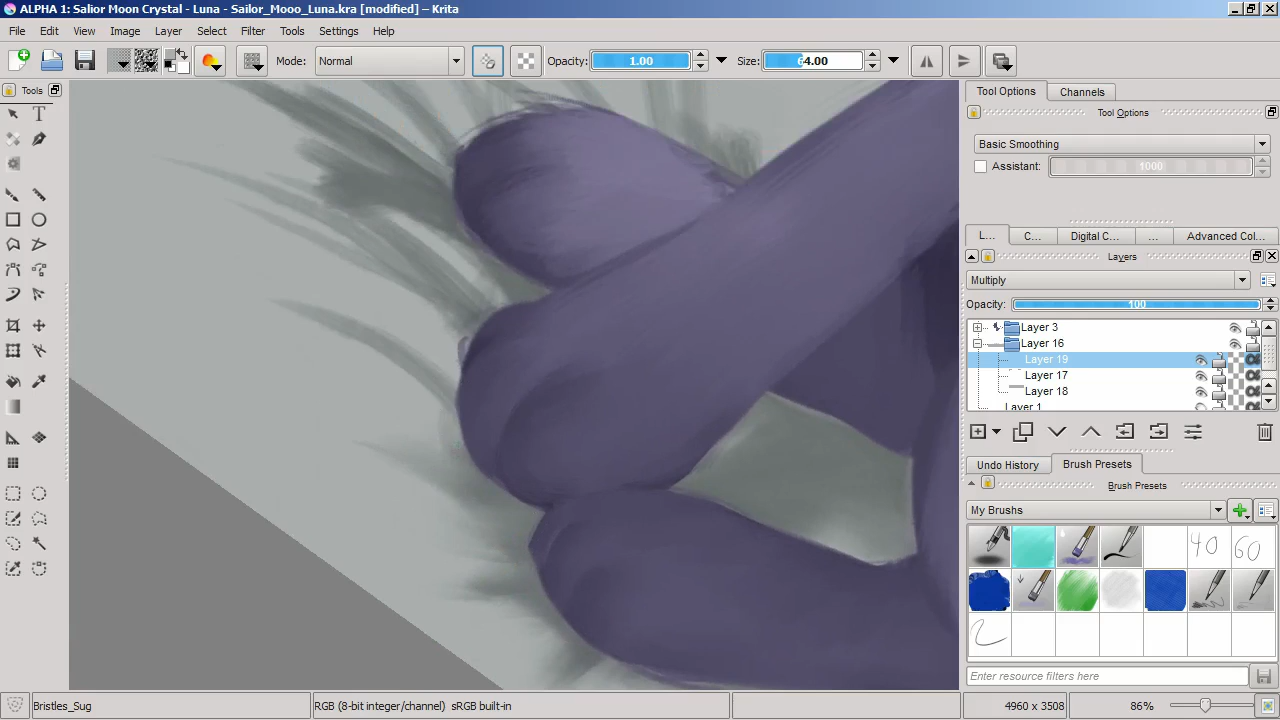 ALPHA 1: Salior Moon Crystal - Luna - Sailor_Mooo_Luna.kra [modified] – Krita
File Edit View Image Layer Select Filter Tools Settings Help
Mode: Normal Opacity: 1.00 Size: 64.00
Tools
Tool Options Channels
Tool Options
Basic Smoothing
Assistant: 1000
L... C... Digital C... ... Advanced Col...
Layers
Multiply
Opacity: 100
Layer 3
Layer 16
Layer 19
Layer 17
Layer 18
Layer 1
Undo History Brush Presets
Brush Presets
My Brushes
40 60
Enter resource filters here
Bristles_Sug RGB (8-bit integer/channel) sRGB built-in 4960 x 3508 86%